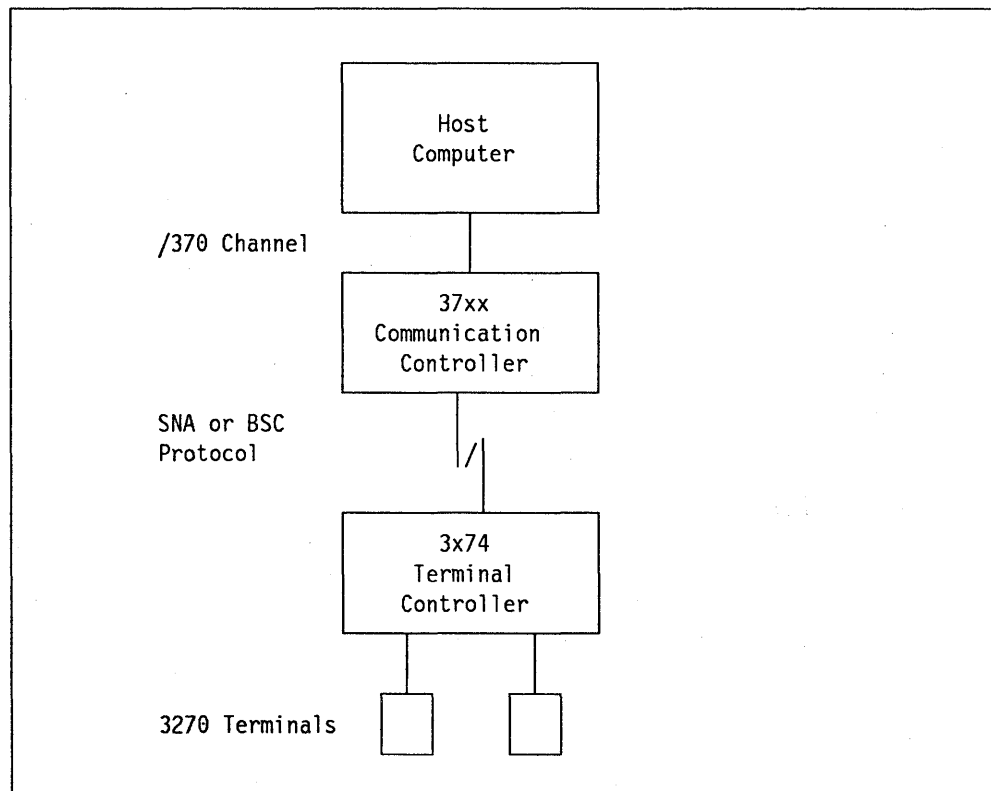 Host
Computer
/370 Channel
37xx
Communication
Controller
SNA or BSC
Protocol
3x74
Terminal
Controller
3270 Terminals